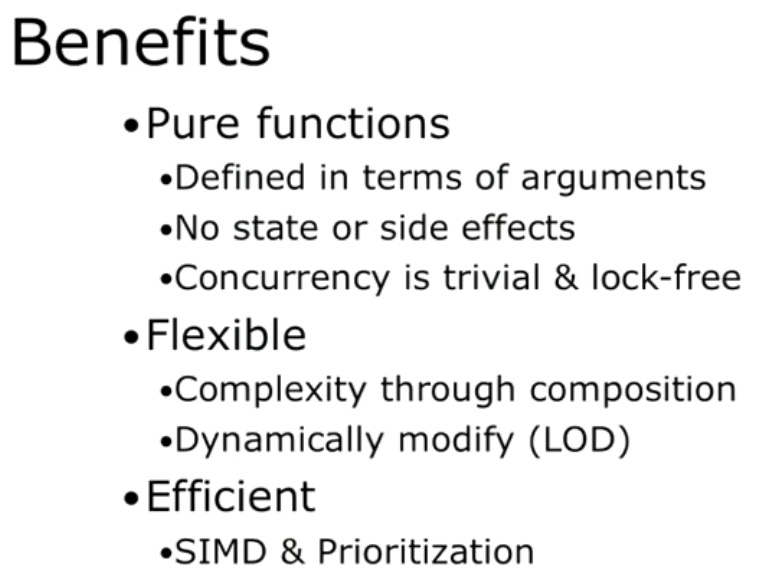 Benefits
•Pure functions
•Defined in terms of arguments
•No state or side effects
•Concurrency is trivial & lock-free
•Flexible
•Complexity through composition
•Dynamically modify (LOD)
•Efficient
•SIMD & Prioritization